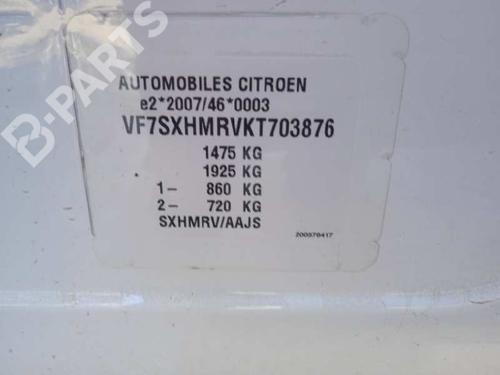 B-PARTS
AUTOMOBILES CITROEN
e2*2007/46*0003
VF7SXHMRVKT703876
1475 KG
1925 KG
1- 860 KG
2- 720 KG
SXHMRV/AAJS